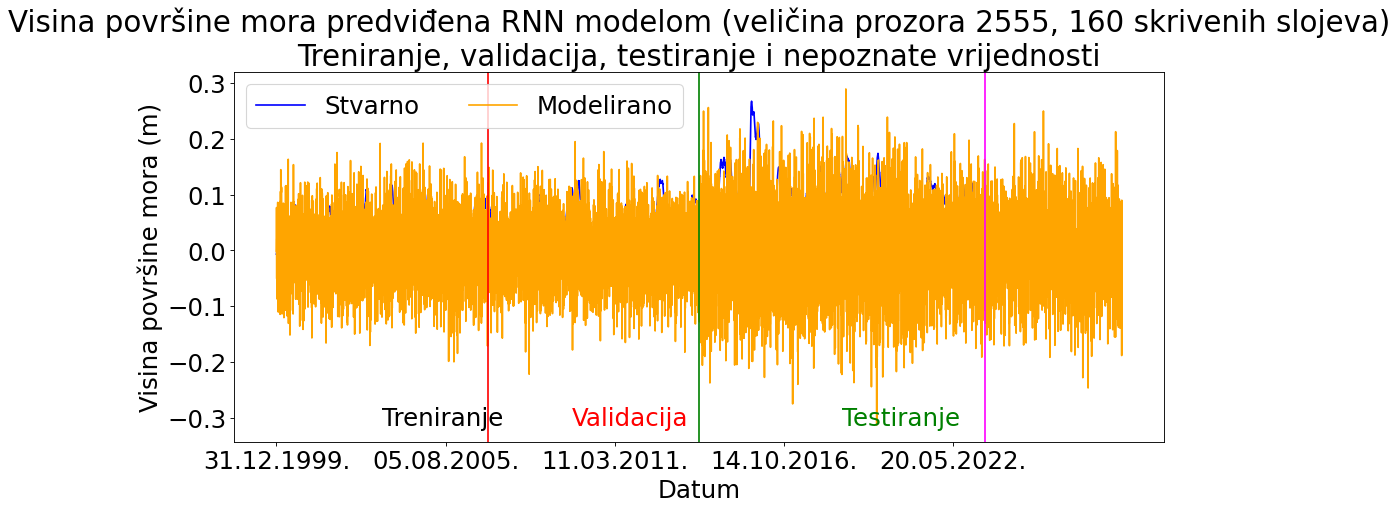 Visina površine mora predviđena RNN modelom (veličina prozora 2555, 160 skrivenih slojeva)
Treniranje, validacija, testiranje i nepoznate vrijednosti
Stvarno
Modelirano
Visina površine mora (m)
0.3
0.2
0.1
0.0
−0.1
−0.2
−0.3
Treniranje
Validacija
Testiranje
31.12.1999.
05.08.2005.
11.03.2011.
14.10.2016.
20.05.2022.
Datum